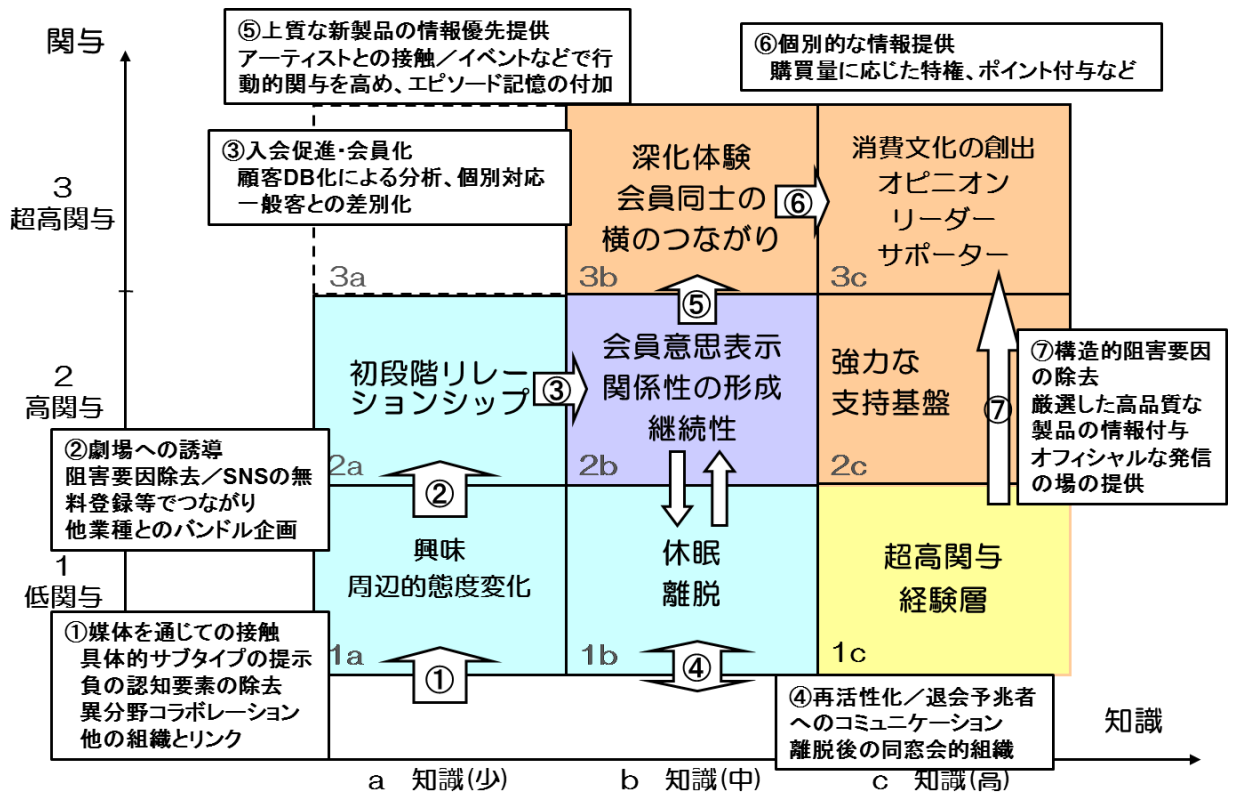 関与
⑤上質な新製品の情報優先提供
アーティストとの接触／イベントなどで行
動的関与を高め、エピソード記憶の付加
⑥個別的な情報提供
購買量に応じた特権、ポイント付与など
③入会促進・会員化
顧客DB化による分析、個別対応
一般客との差別化
3
超高関与
3a
深化体験
会員同士の
横のつながり
3b
⑥
消費文化の創出
オピニオン
リーダー
サポーター
3c
⑤
2
高関与
初段階リレー
ションシップ
2a
③
会員意思表示
関係性の形成
継続性
2b
強力な
支持基盤
2c
⑦
⑦構造的阻害要因
の除去
厳選した高品質な
製品の情報付与
オフィシャルな発信
の場の提供
②劇場への誘導
阻害要因除去／SNSの無
料登録等でつながり
他業種とのバンドル企画
②
1
低関与
興味
周辺的態度変化
1a
休眠
離脱
1b
超高関与
経験層
1c
①媒体を通じての接触
具体的サブタイプの提示
負の認知要素の除去
異分野コラボレーション
他の組織とリンク
①
④
④再活性化／退会予兆者
へのコミュニケーション
離脱後の同窓会的組織
知識
a 知識(少)
b 知識(中)
c 知識(高)